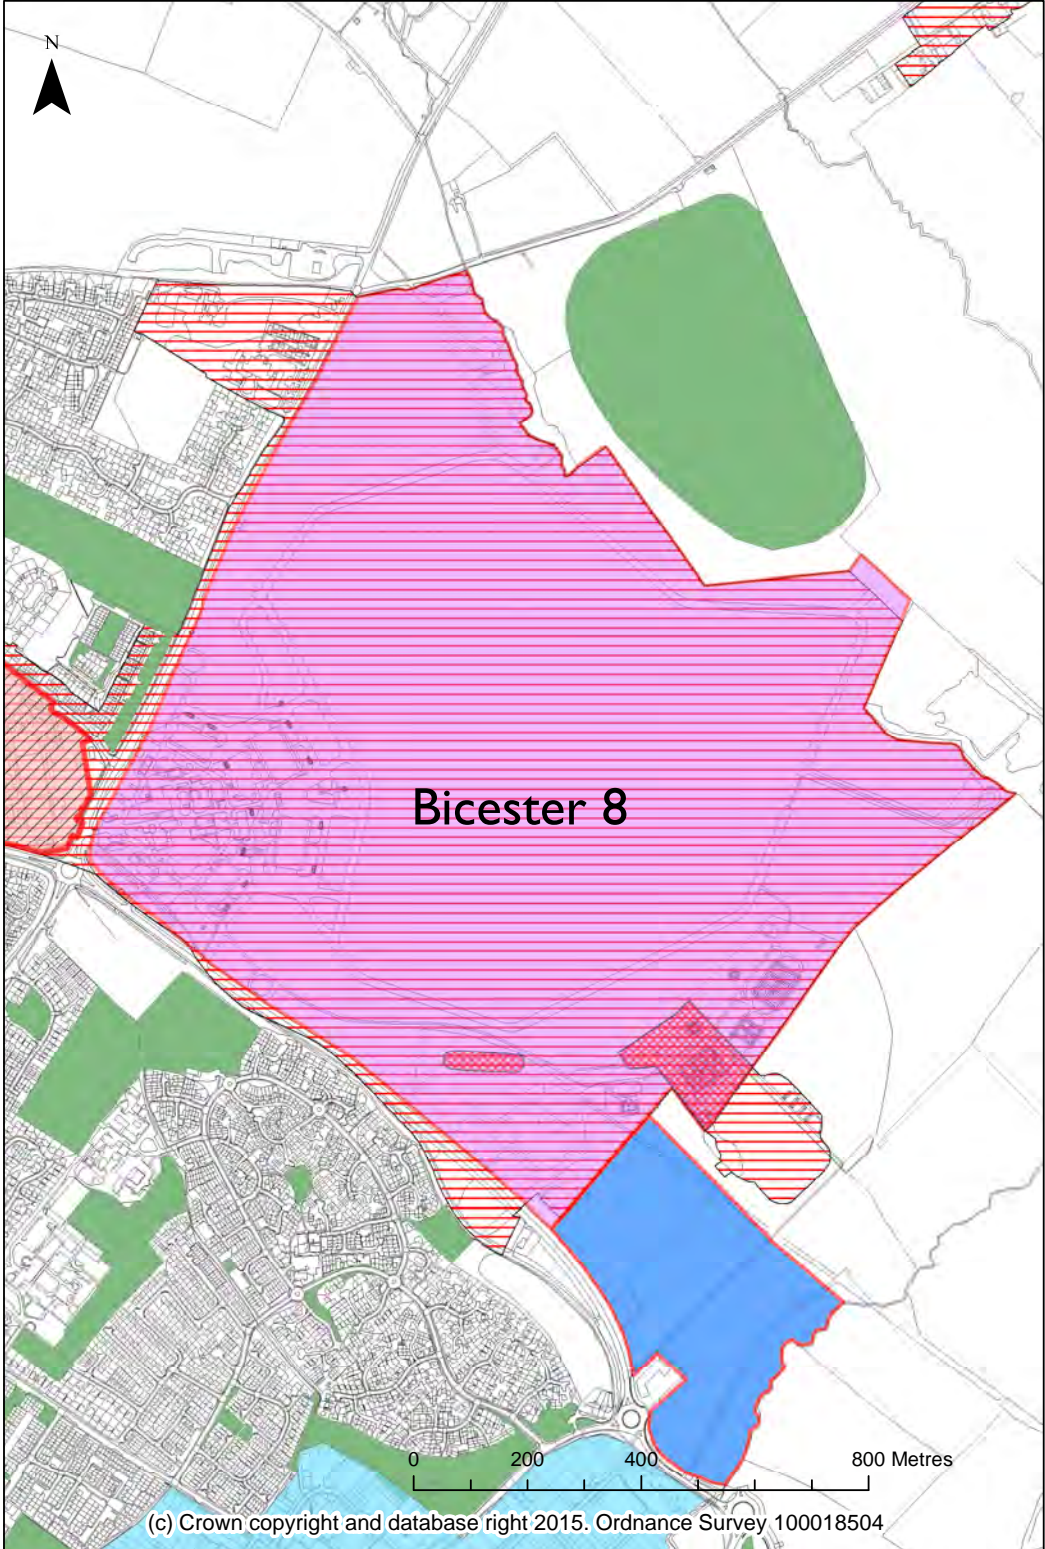 N
Bicester 8
0 200 400 800 Metres
(c) Crown copyright and database right 2015. Ordnance Survey 100018504